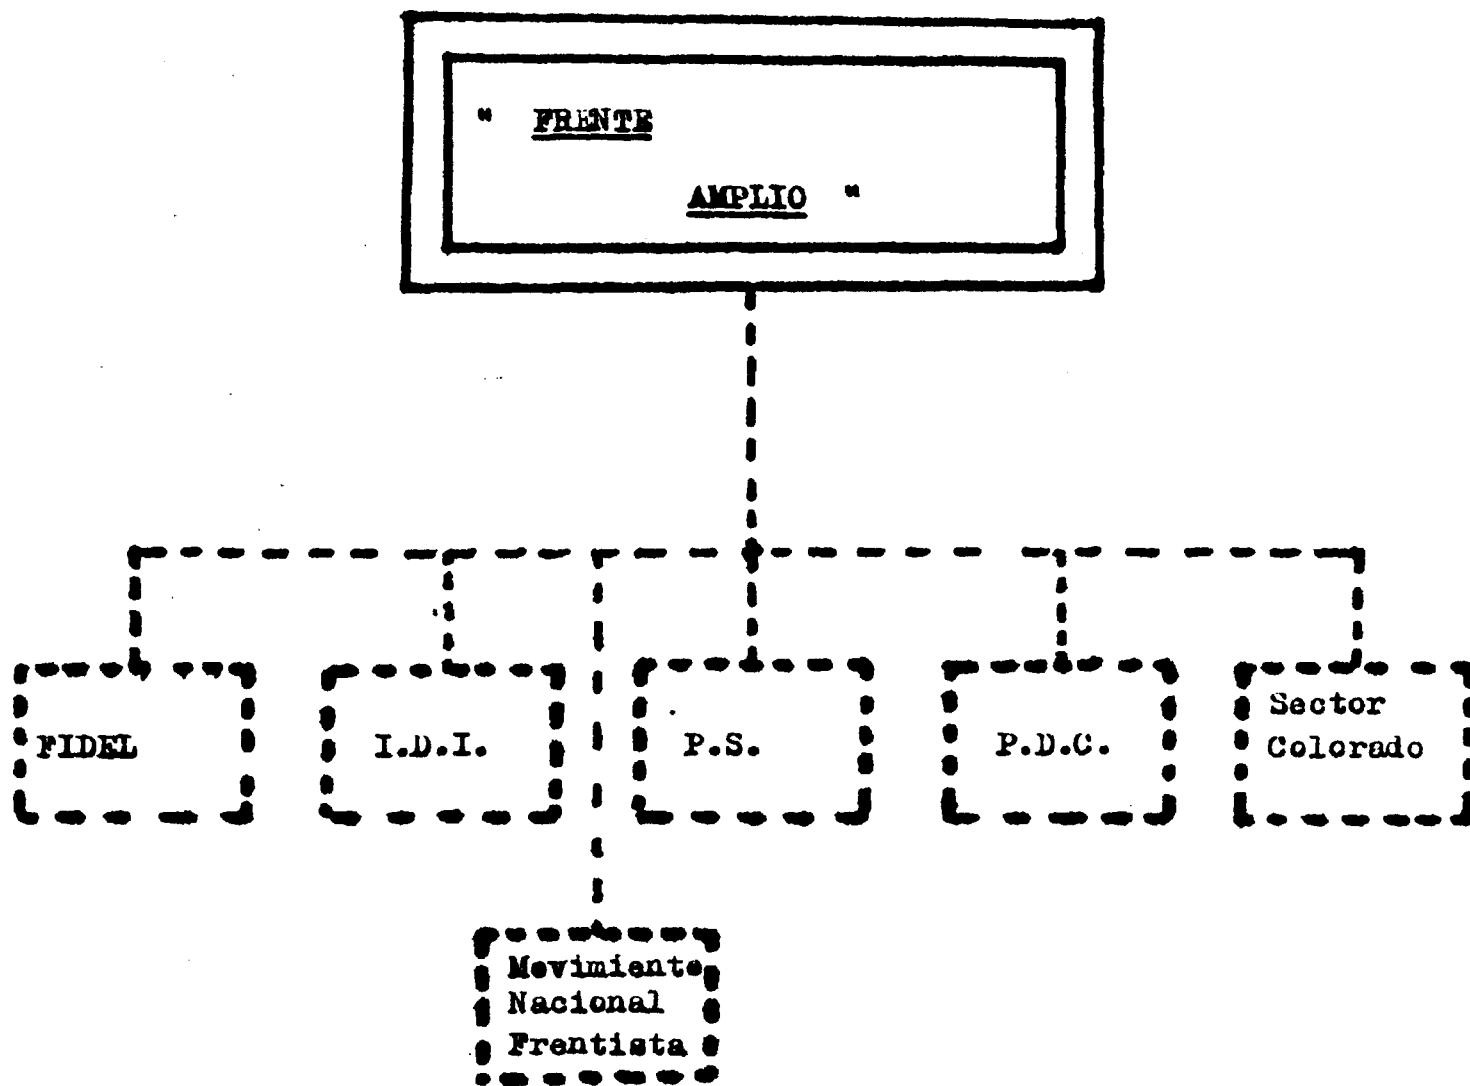 " FRENTE
AMPLIO "
FIDEL
I.D.I.
P.S.
P.D.C.
Sector
Colorado
Movimiento
Nacional
Frentista